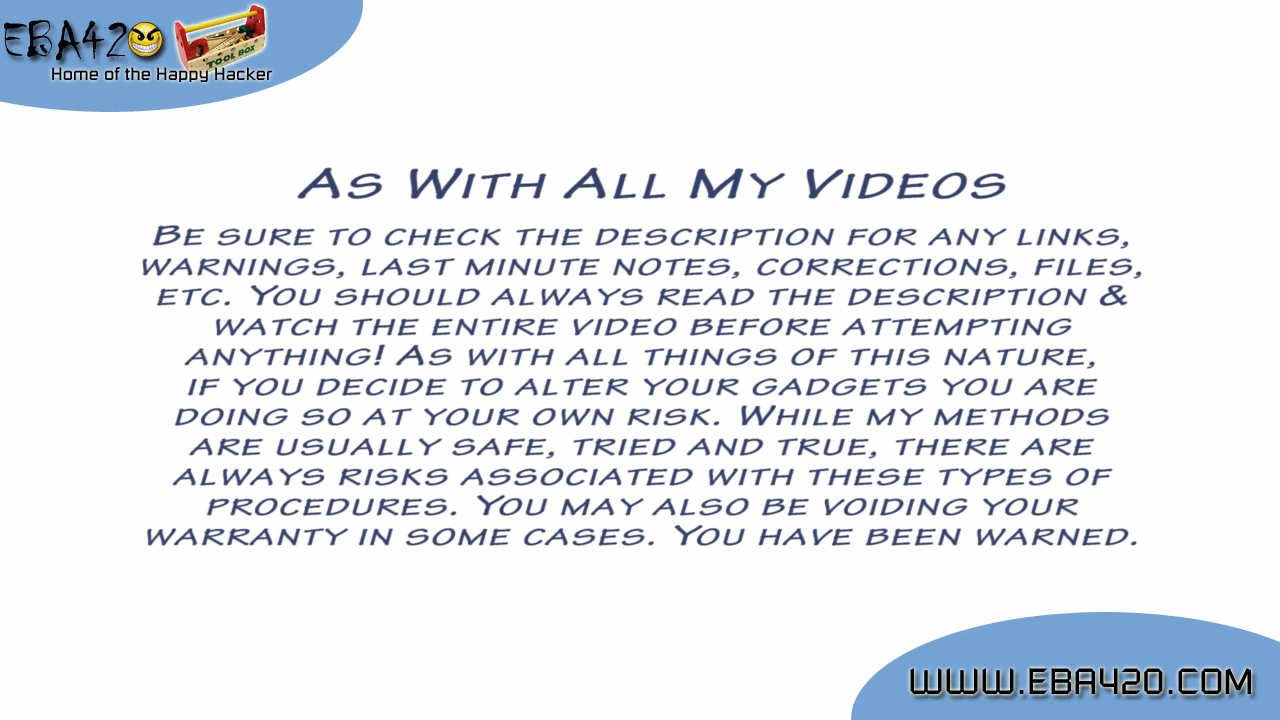 EBA420
TOOL BOX
Home of the Happy Hacker
AS WITH ALL MY VIDEOS
BE SURE TO CHECK THE DESCRIPTION FOR ANY LINKS,
WARNINGS, LAST MINUTE NOTES, CORRECTIONS, FILES,
ETC. YOU SHOULD ALWAYS READ THE DESCRIPTION &
WATCH THE ENTIRE VIDEO BEFORE ATTEMPTING
ANYTHING! AS WITH ALL THINGS OF THIS NATURE,
IF YOU DECIDE TO ALTER YOUR GADGETS YOU ARE
DOING SO AT YOUR OWN RISK. WHILE MY METHODS
ARE USUALLY SAFE, TRIED AND TRUE, THERE ARE
ALWAYS RISKS ASSOCIATED WITH THESE TYPES OF
PROCEDURES. YOU MAY ALSO BE VOIDING YOUR
WARRANTY IN SOME CASES. YOU HAVE BEEN WARNED.
WWW.EBA420.COM